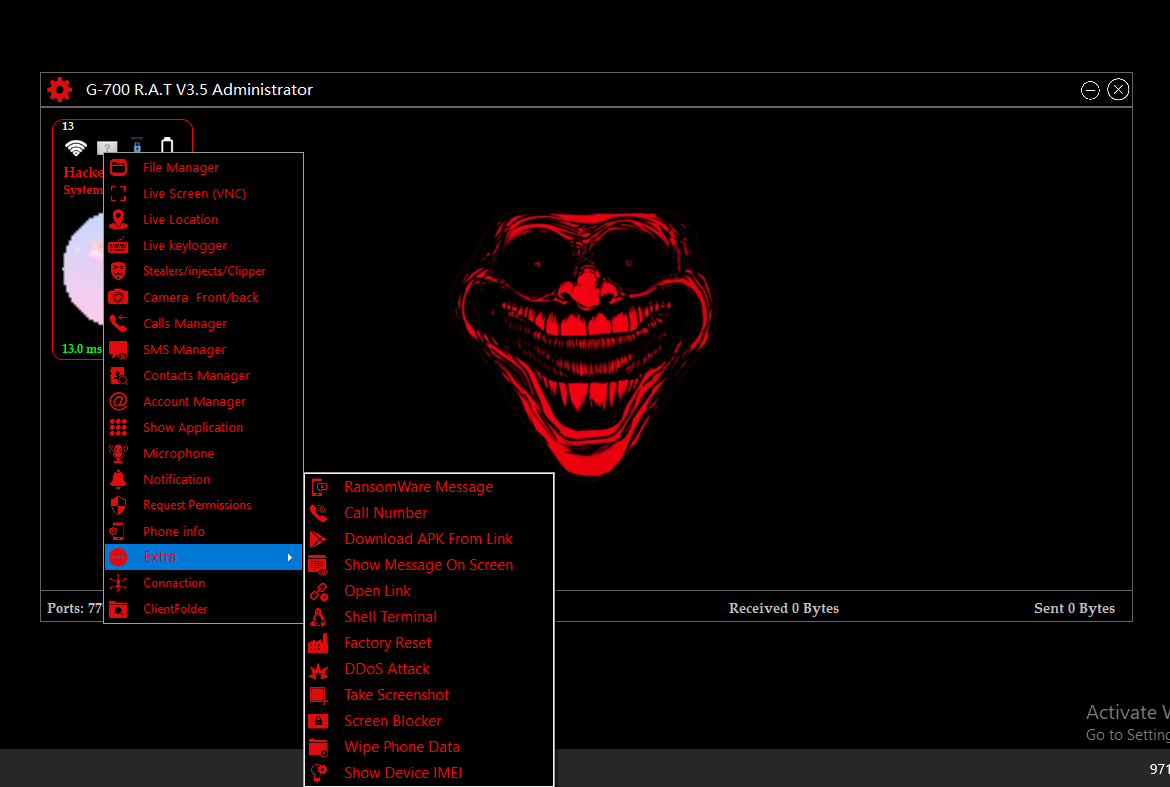 G-700 R.A.T V3.5 Administrator
13
Hacke
System
13.0 ms
File Manager
Live Screen (VNC)
Live Location
Live keylogger
Stealers/injects/Clipper
Camera Front/back
Calls Manager
SMS Manager
Contacts Manager
Account Manager
Show Application
Microphone
Notification
Request Permissions
Phone info
Extra
Connaction
ClientFolder
RansomWare Message
Call Number
Download APK From Link
Show Message On Screen
Open Link
Shell Terminal
Factory Reset
DDoS Attack
Take Screenshot
Screen Blocker
Wipe Phone Data
Show Device IMEI
Ports: 77
Received 0 Bytes
Sent 0 Bytes
Activate
Go to Setting
971